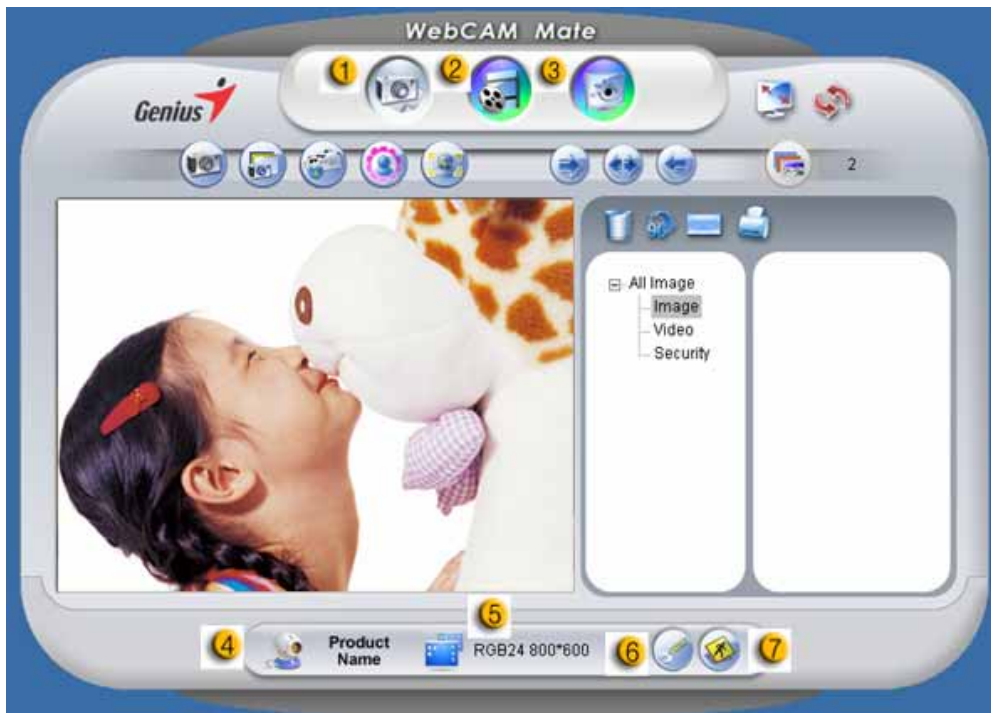 WebCAM Mate
1 2 3
Genius
2
All Image
Image
Video
Security
5
4 Product Name RGB24 800*600 6 7